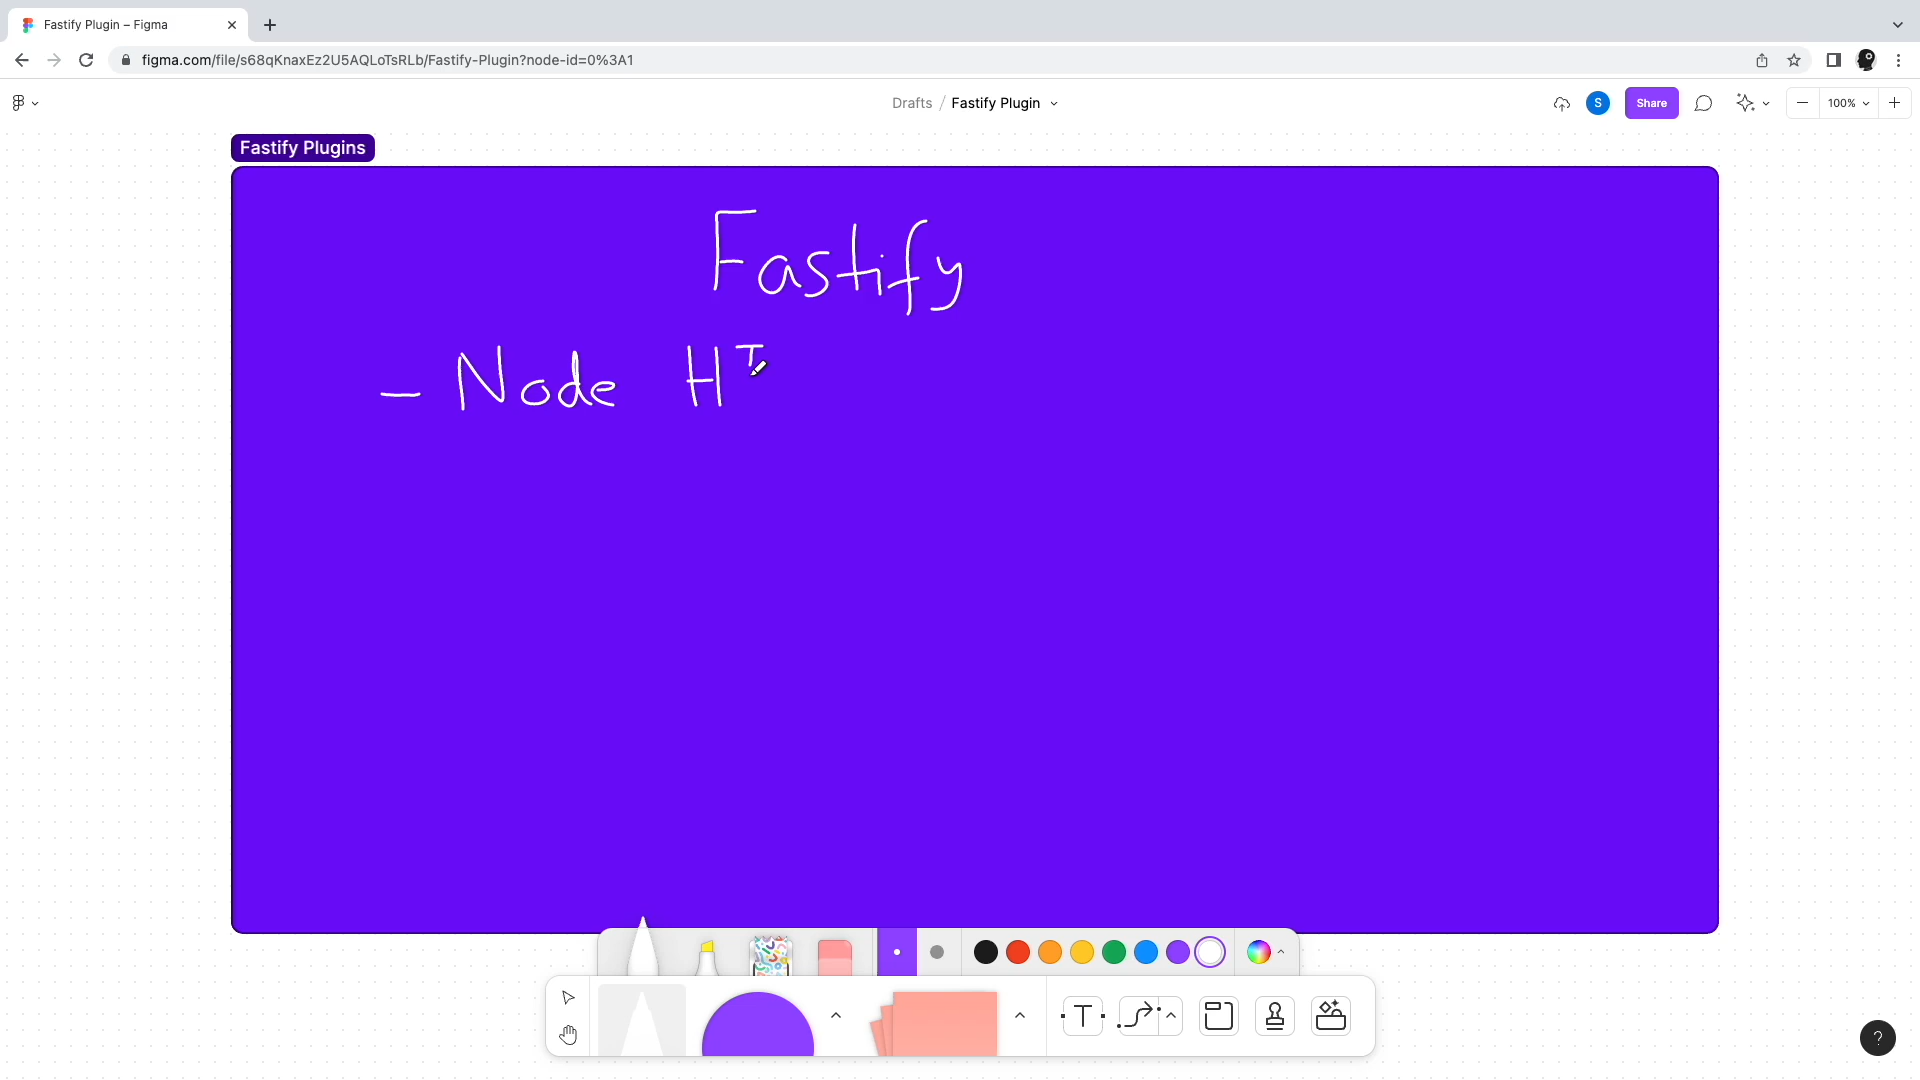 Fastify Plugin – Figma
figma.com/file/s68qKnaxEz2U5AQLoTsRLb/Fastify-Plugin?node-id=0%3A1
Drafts / Fastify Plugin
S
Share
100%
Fastify Plugins
Fastify
– Node HT
T
?